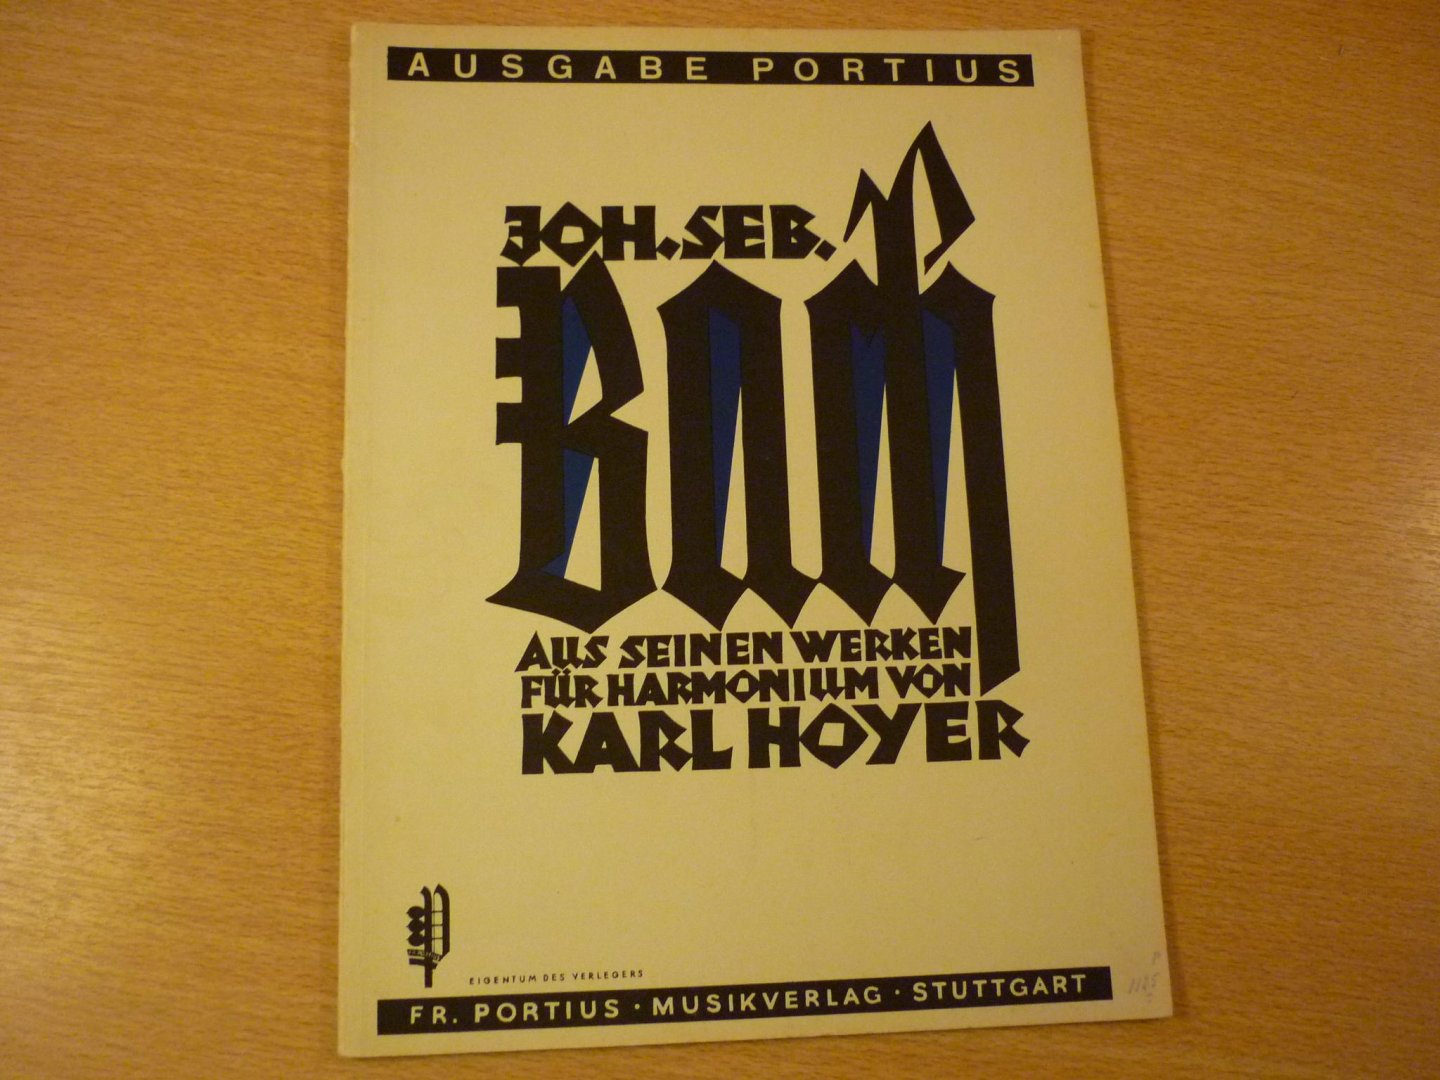 AUSGABE PORTIUS
JOH. SEB.
Bach
AUS SEINEN WERKEN
FÜR HARMONIUM VON
KARL HOYER
EIGENTUM DES VERLEGERS
FR. PORTIUS · MUSIKVERLAG · STUTTGART